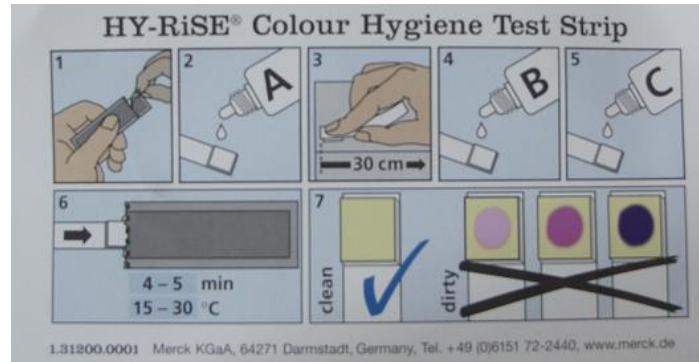 HY-RiSE® Colour Hygiene Test Strip
1
2
A
3
30 cm
4
B
5
C
6
4 – 5 min
15 – 30 °C
7
clean
dirty
1.31200.0001 Merck KGaA, 64271 Darmstadt, Germany, Tel. +49 (0)6151 72-2440, www.merck.de